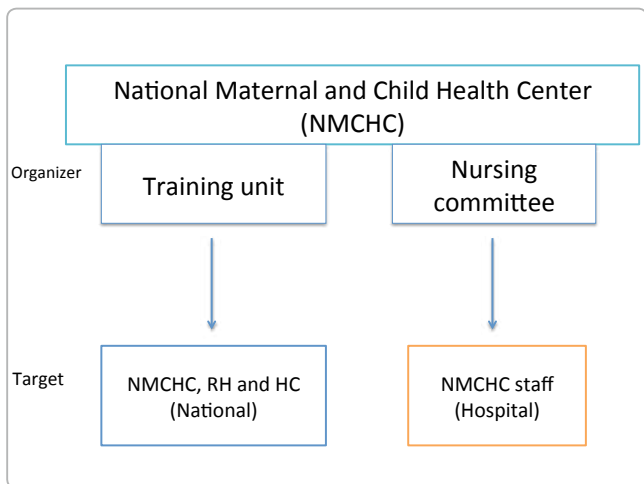 National Maternal and Child Health Center
(NMCHC)
Organizer
Training unit
Nursing
committee
Target
NMCHC, RH and HC
(National)
NMCHC staff
(Hospital)